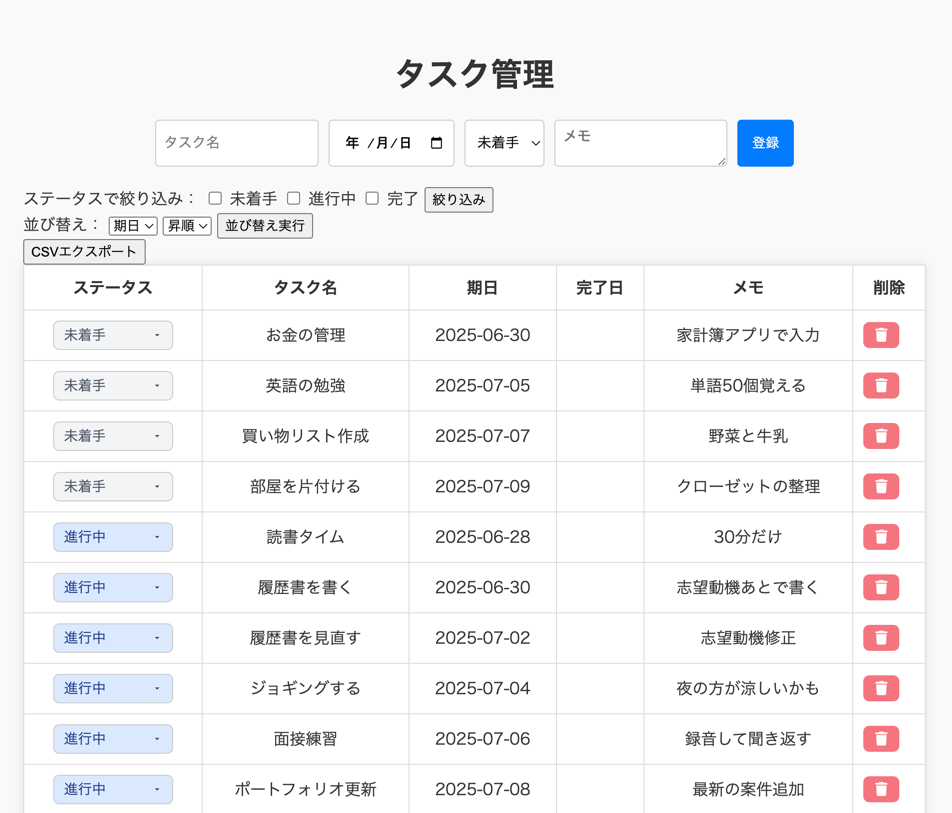 タスク管理
タスク名 年 /月/日 未着手 メモ 登録
ステータスで絞り込み： 未着手 進行中 完了 絞り込み
並び替え： 期日 昇順 並び替え実行
CSVエクスポート
ステータス タスク名 期日 完了日 メモ 削除
未着手 お金の管理 2025-06-30 家計簿アプリで入力
未着手 英語の勉強 2025-07-05 単語50個覚える
未着手 買い物リスト作成 2025-07-07 野菜と牛乳
未着手 部屋を片付ける 2025-07-09 クローゼットの整理
進行中 読書タイム 2025-06-28 30分だけ
進行中 履歴書を書く 2025-06-30 志望動機あとで書く
進行中 履歴書を見直す 2025-07-02 志望動機修正
進行中 ジョギングする 2025-07-04 夜の方が涼しいかも
進行中 面接練習 2025-07-06 録音して聞き返す
進行中 ポートフォリオ更新 2025-07-08 最新の案件追加